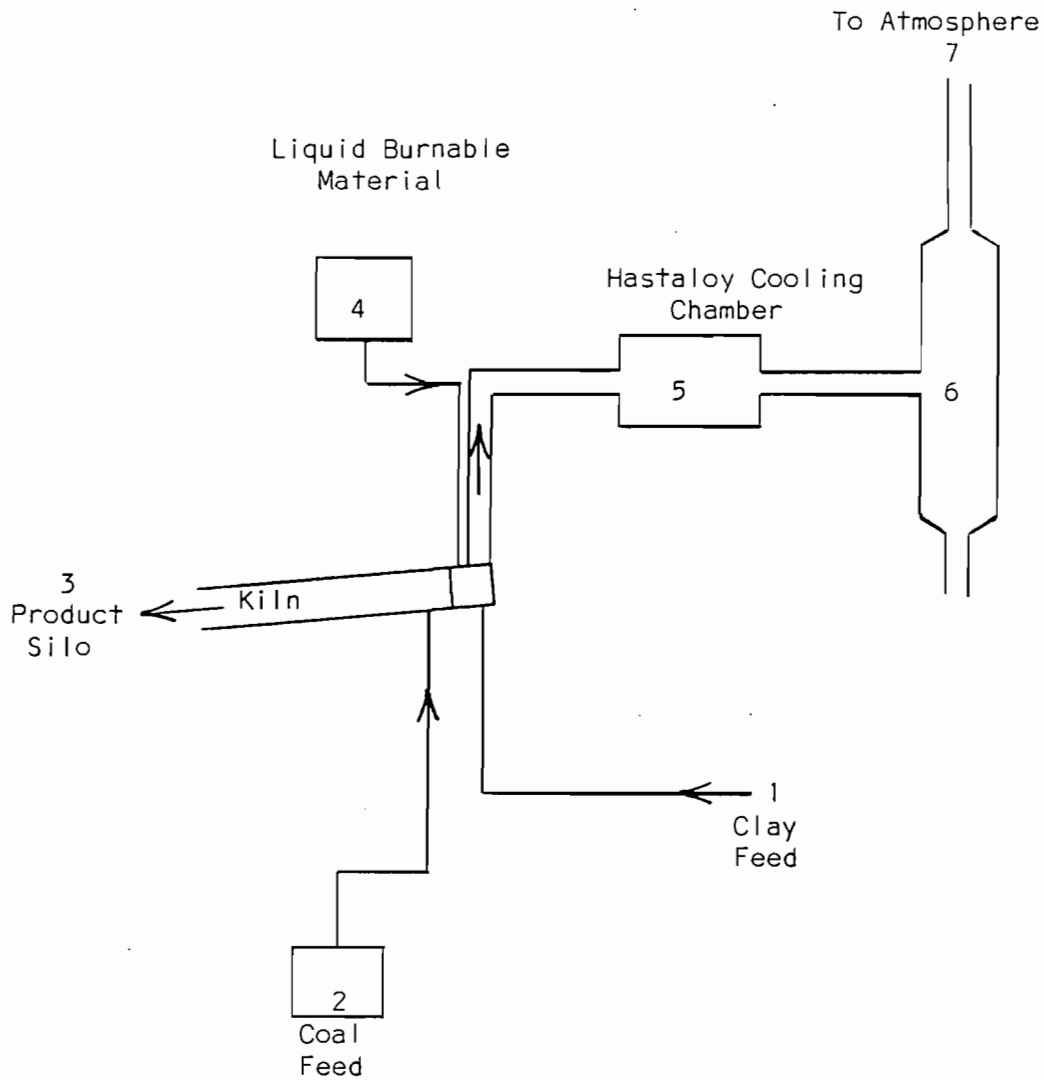 To Atmosphere
7
Liquid Burnable
Material
4
Hastaloy Cooling
Chamber
5
6
3
Product
Silo
Kiln
1
Clay
Feed
2
Coal
Feed